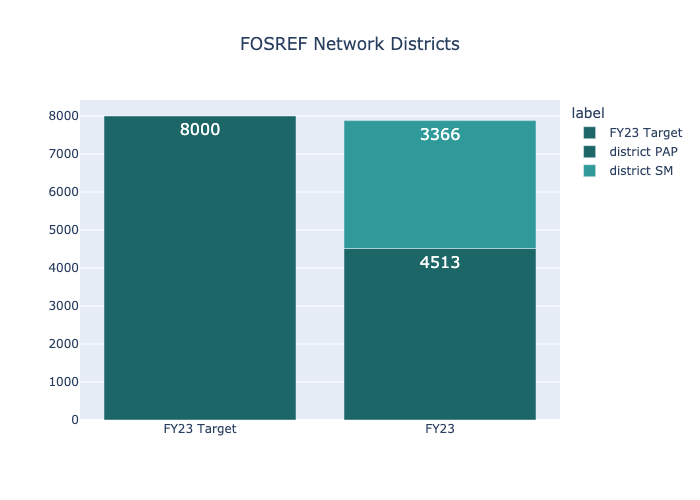 FOSREF Network Districts
8000
7000
6000
5000
4000
3000
2000
1000
0
8000
3366
4513
FY23 Target
FY23
label
FY23 Target
district PAP
district SM